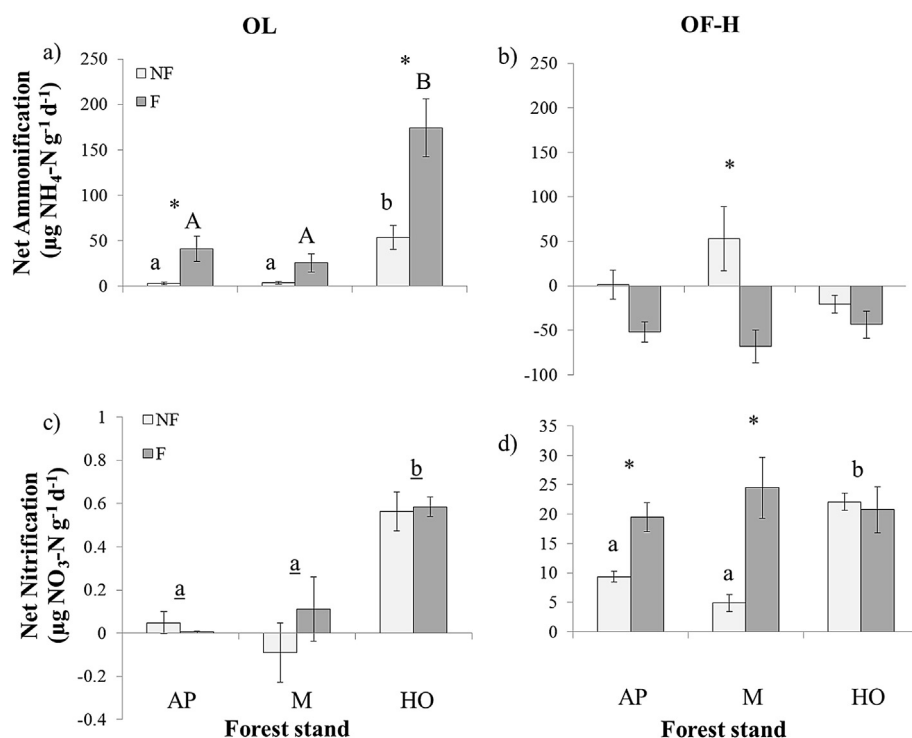 OL
OF-H
a)
b)
Net Ammonification
(µg NH4-N g-1 d-1)
250
200
150
100
50
0
NF
F
*
A
a
A
a
*
B
b
250
200
150
100
50
0
-50
-100
*
c)
d)
Net Nitrification
(µg NO3-N g-1 d-1)
1
0.8
0.6
0.4
0.2
0
-0.2
-0.4
NF
F
a
a
b
AP
M
HO
Forest stand
35
30
25
20
15
10
5
0
*
a
*
a
b
AP
M
HO
Forest stand